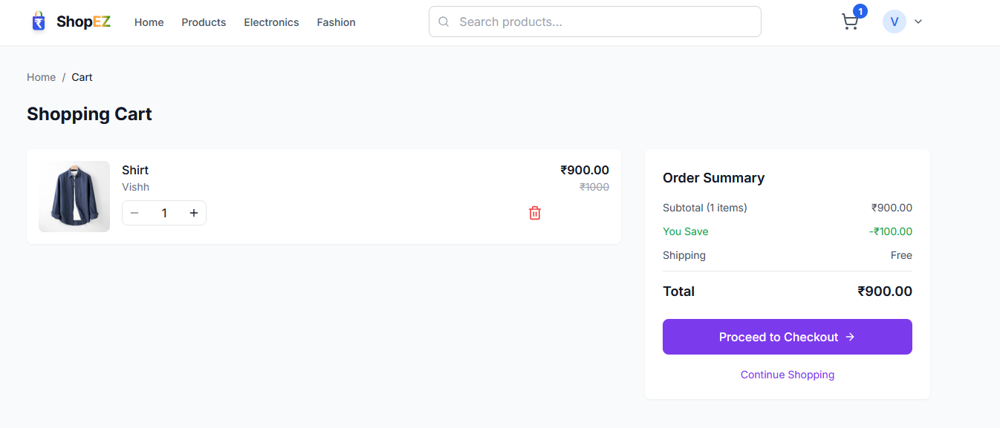 ShopEZ Home Products Electronics Fashion Search products... 1 V
Home / Cart
Shopping Cart
Shirt ₹900.00
Vishh ₹1000
− 1 +
Order Summary
Subtotal (1 items) ₹900.00
You Save -₹100.00
Shipping Free
Total ₹900.00
Proceed to Checkout →
Continue Shopping